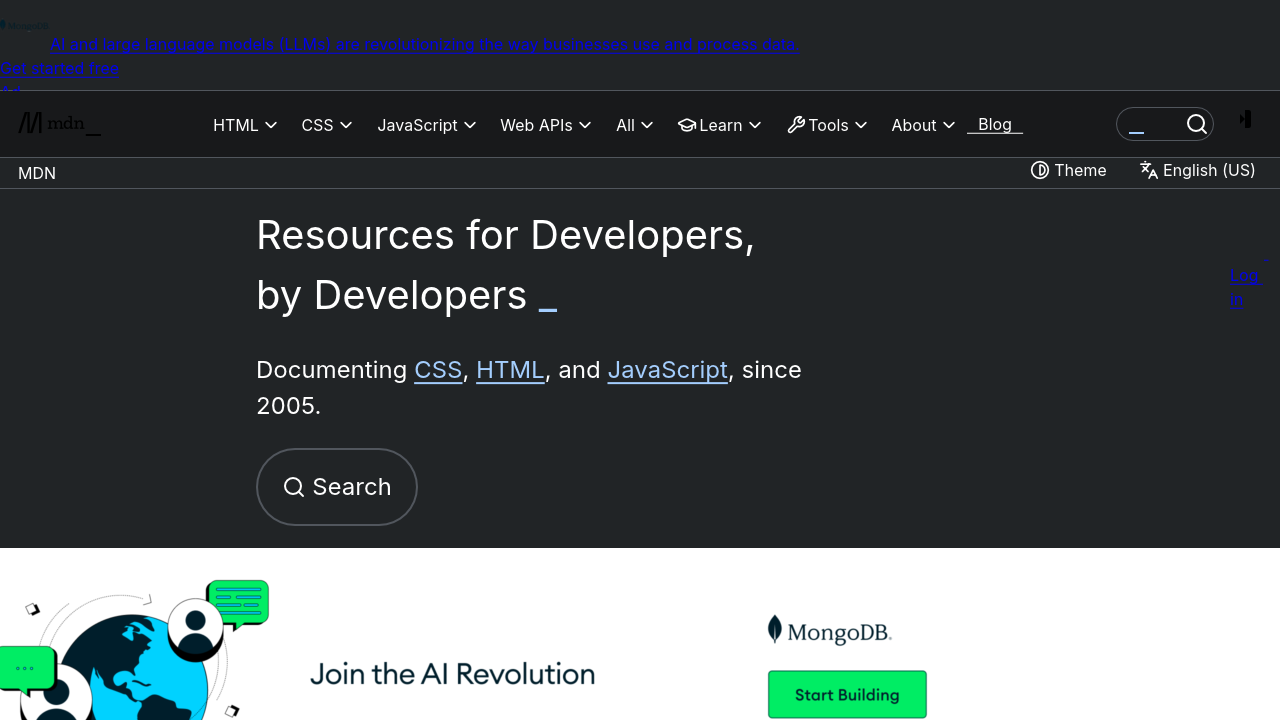 MongoDB
AI and large language models (LLMs) are revolutionizing the way businesses use and process data.
Get started free
mdn_
HTML CSS JavaScript Web APIs All Learn Tools About Blog
MDN
Theme English (US)
Resources for Developers,
by Developers _
Log in
Documenting CSS, HTML, and JavaScript, since
2005.
Search
MongoDB.
Join the AI Revolution
Start Building